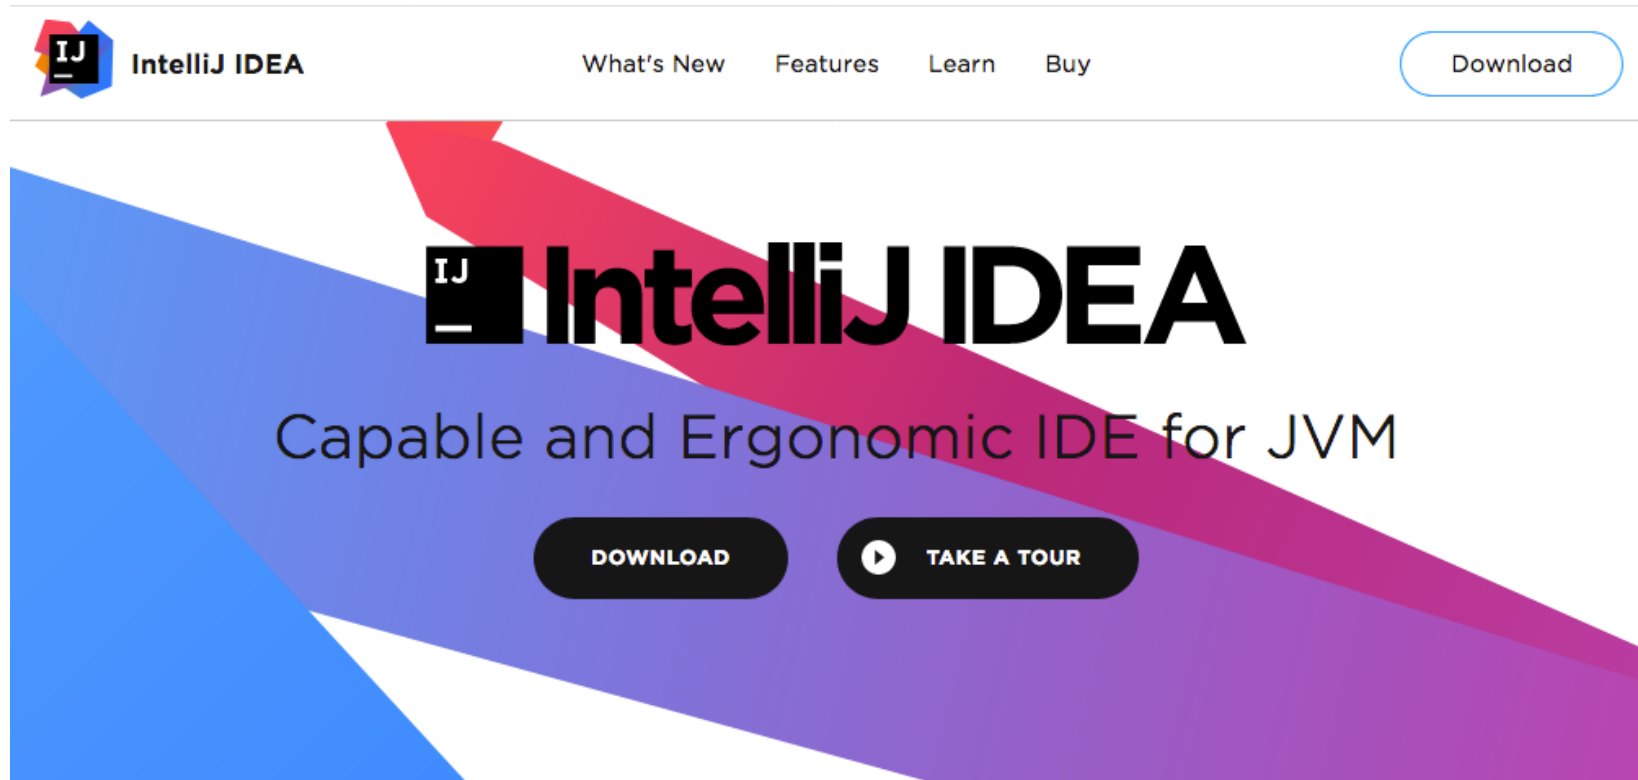 IJ
IntelliJ IDEA
What's New
Features
Learn
Buy
Download
IJ
IntelliJ IDEA
Capable and Ergonomic IDE for JVM
DOWNLOAD
TAKE A TOUR